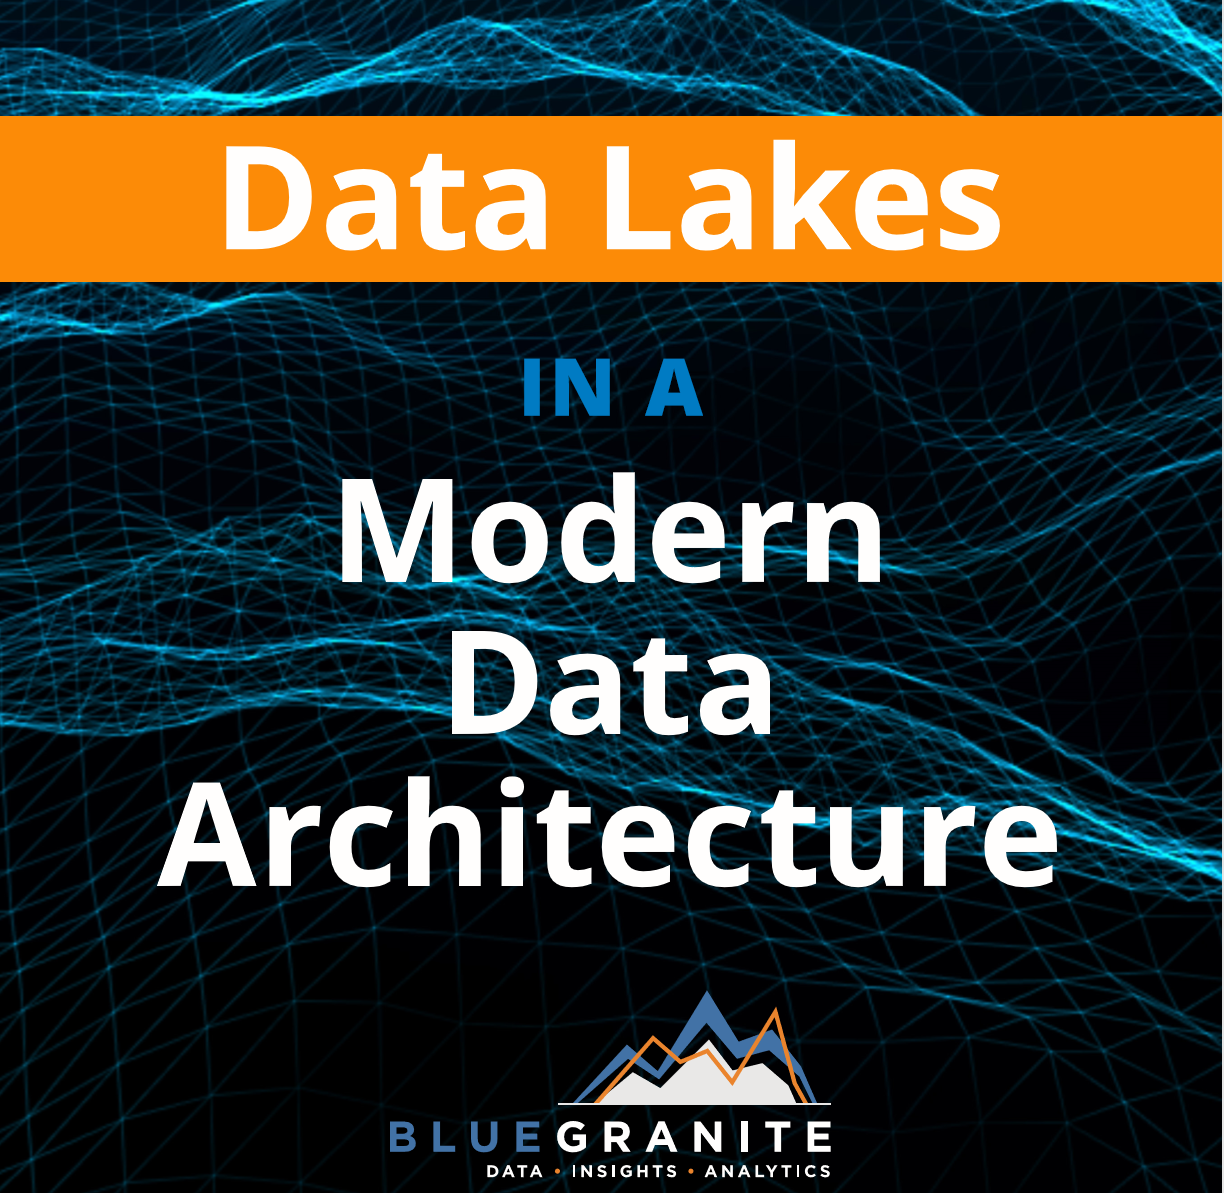 Data Lakes
IN A
Modern
Data
Architecture
BLUEGRANITE
DATA • INSIGHTS • ANALYTICS